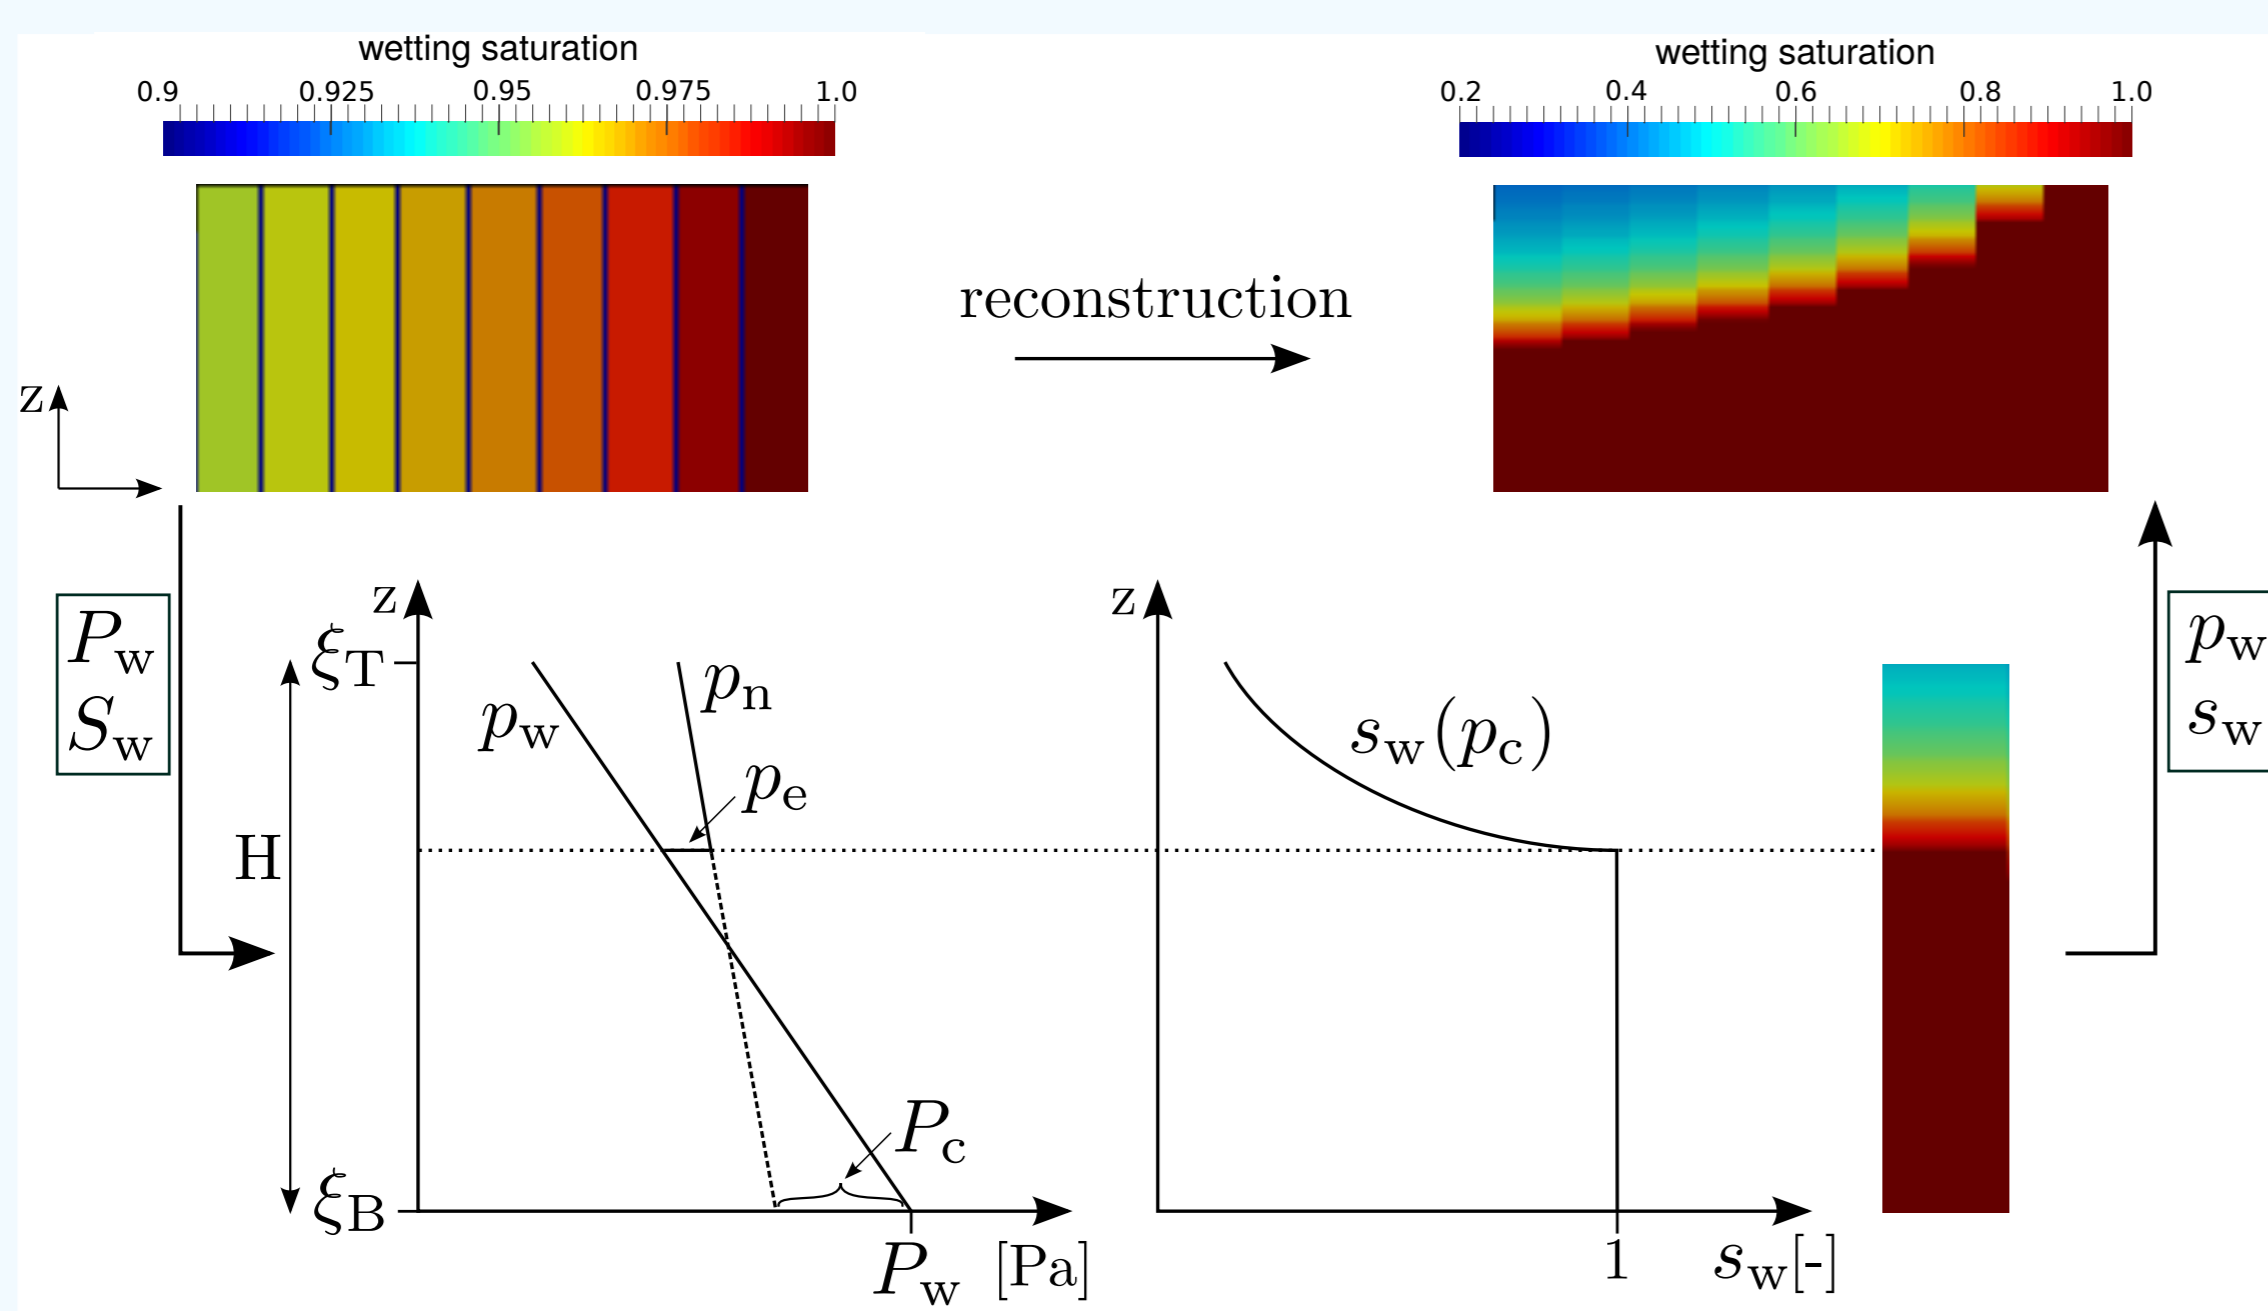 wetting saturation
0.9 0.925 0.95 0.975 1.0
wetting saturation
0.2 0.4 0.6 0.8 1.0
reconstruction
z
P_w
S_w
z
ξ_T
H
ξ_B
p_w
p_n
p_e
P_c
P_w [Pa]
z
s_w(p_c)
1 s_w[-]
p_w
s_w